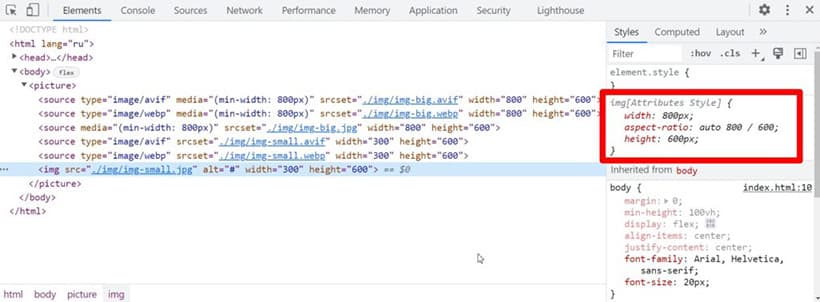 Elements Console Sources Network Performance Memory Application Security Lighthouse
<!DOCTYPE html>
<html lang="ru">
<head>…</head>
<body> flex
<picture>
<source type="image/avif" media="(min-width: 800px)" srcset="./img/img-big.avif" width="800" height="600">
<source type="image/webp" media="(min-width: 800px)" srcset="./img/img-big.webp" width="800" height="600">
<source media="(min-width: 800px)" srcset="./img/img-big.jpg" width="800" height="600">
<source type="image/avif" srcset="./img/img-small.avif" width="300" height="600">
<source type="image/webp" srcset="./img/img-small.webp" width="300" height="600">
… <img src="./img/img-small.jpg" alt="#" width="300" height="600"> == $0
</picture>
</body>
</html>
html body picture img
Styles Computed Layout »
Filter :hov .cls +
element.style {
}
img[Attributes Style] {
width: 800px;
aspect-ratio: auto 800 / 600;
height: 600px;
}
Inherited from body
body { index.html:10
margin: 0;
min-height: 100vh;
display: flex;
align-items: center;
justify-content: center;
font-family: Arial, Helvetica,
sans-serif;
font-size: 20px;
}